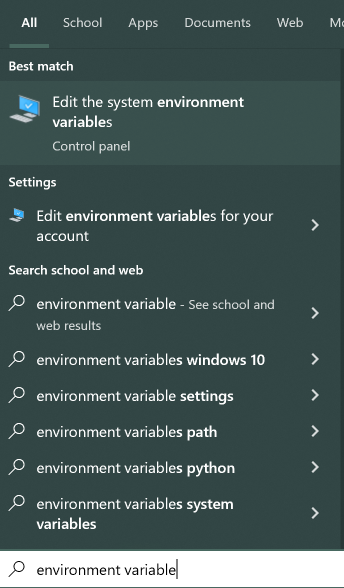 All School Apps Documents Web
Best match
Edit the system environment
variables
Control panel
Settings
Edit environment variables for your
account
Search school and web
environment variable - See school and
web results
environment variables windows 10
environment variable settings
environment variables path
environment variables python
environment variables system
variables
environment variable